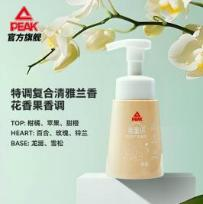 PEAK
官方旗舰
特调复合清雅兰香
花香果香调
TOP: 柑橘、苹果、甜橙
HEART: 百合、玫瑰、铃兰
BASE: 龙涎、雪松
PEAK